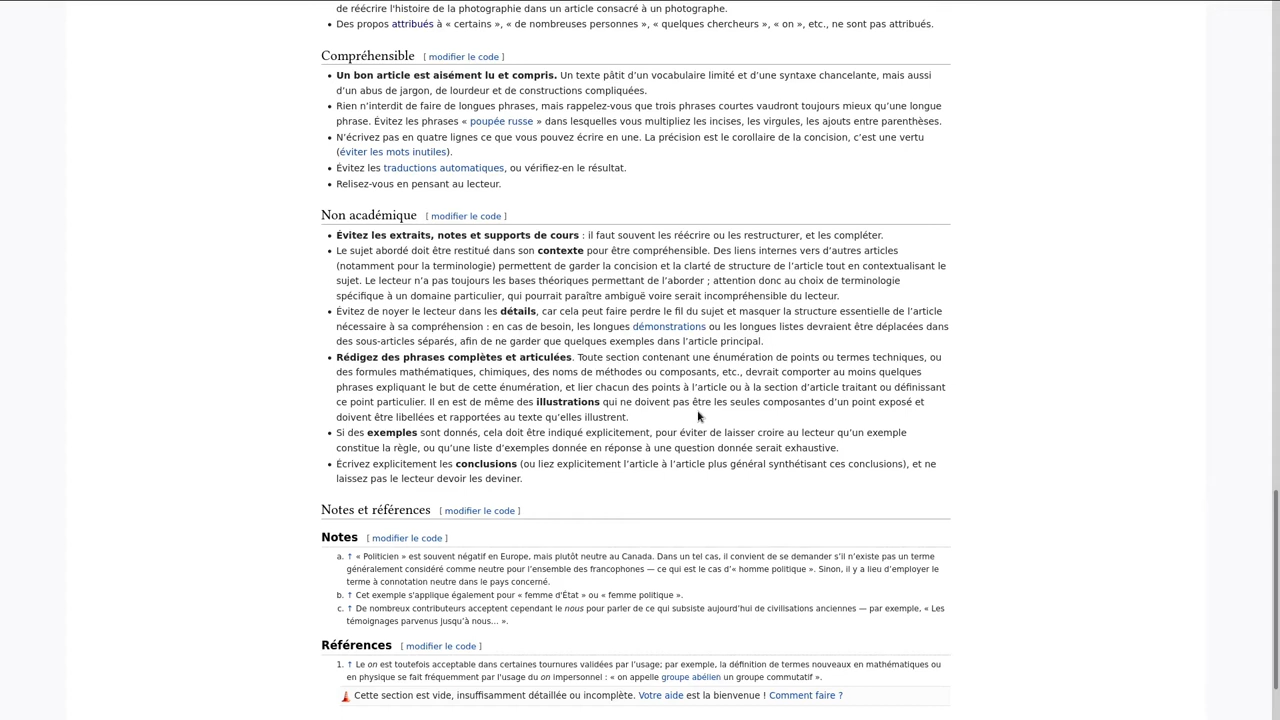 de réécrire l'histoire de la photographie dans un article consacré à un photographe.
• Des propos attribués à « certains », « de nombreuses personnes », « quelques chercheurs », « on », etc., ne sont pas attribués.
Compréhensible [ modifier le code ]
• Un bon article est aisément lu et compris. Un texte pâtit d’un vocabulaire limité et d’une syntaxe chancelante, mais aussi
d’un abus de jargon, de lourdeur et de constructions compliquées.
• Rien n’interdit de faire de longues phrases, mais rappelez-vous que trois phrases courtes vaudront toujours mieux qu’une longue
phrase. Évitez les phrases « poupée russe » dans lesquelles vous multipliez les incises, les virgules, les ajouts entre parenthèses.
• N’écrivez pas en quatre lignes ce que vous pouvez écrire en une. La précision est le corollaire de la concision, c’est une vertu
(éviter les mots inutiles).
• Évitez les traductions automatiques, ou vérifiez-en le résultat.
• Relisez-vous en pensant au lecteur.
Non académique [ modifier le code ]
• Évitez les extraits, notes et supports de cours : il faut souvent les réécrire ou les restructurer, et les compléter.
• Le sujet abordé doit être restitué dans son contexte pour être compréhensible. Des liens internes vers d’autres articles
(notamment pour la terminologie) permettent de garder la concision et la clarté de structure de l’article tout en contextualisant le
sujet. Le lecteur n’a pas toujours les bases théoriques permettant de l’aborder ; attention donc au choix de terminologie
spécifique à un domaine particulier, qui pourrait paraître ambiguë voire serait incompréhensible du lecteur.
• Évitez de noyer le lecteur dans les détails, car cela peut faire perdre le fil du sujet et masquer la structure essentielle de l’article
nécessaire à sa compréhension : en cas de besoin, les longues démonstrations ou les longues listes devraient être déplacées dans
des sous-articles séparés, afin de ne garder que quelques exemples dans l’article principal.
• Rédigez des phrases complètes et articulées. Toute section contenant une énumération de points ou termes techniques, ou
des formules mathématiques, chimiques, des noms de méthodes ou composants, etc., devrait comporter au moins quelques
phrases expliquant le but de cette énumération, et lier chacun des points à l’article ou à la section d’article traitant ou définissant
ce point particulier. Il en est de même des illustrations qui ne doivent pas être les seules composantes d’un point exposé et
doivent être libellées et rapportées au texte qu’elles illustrent.
• Si des exemples sont donnés, cela doit être indiqué explicitement, pour éviter de laisser croire au lecteur qu’un exemple
constitue la règle, ou qu’une liste d’exemples donnée en réponse à une question donnée serait exhaustive.
• Écrivez explicitement les conclusions (ou liez explicitement l’article à l’article plus général synthétisant ces conclusions), et ne
laissez pas le lecteur devoir les deviner.
Notes et références [ modifier le code ]
Notes [ modifier le code ]
a. ↑ « Politicien » est souvent négatif en Europe, mais plutôt neutre au Canada. Dans un tel cas, il convient de se demander s’il n’existe pas un terme
généralement considéré comme neutre pour l’ensemble des francophones — ce qui est le cas d’« homme politique ». Sinon, il y a lieu d’employer le
terme à connotation neutre dans le pays concerné.
b. ↑ Cet exemple s'applique également pour « femme d'État » ou « femme politique ».
c. ↑ De nombreux contributeurs acceptent cependant le nous pour parler de ce qui subsiste aujourd’hui de civilisations anciennes — par exemple, « Les
témoignages parvenus jusqu’à nous... ».
Références [ modifier le code ]
1. ↑ Le on est toutefois acceptable dans certaines tournures validées par l’usage; par exemple, la définition de termes nouveaux en mathématiques ou
en physique se fait fréquemment par l'usage du on impersonnel : « on appelle groupe abélien un groupe commutatif ».
Cette section est vide, insuffisamment détaillée ou incomplète. Votre aide est la bienvenue ! Comment faire ?